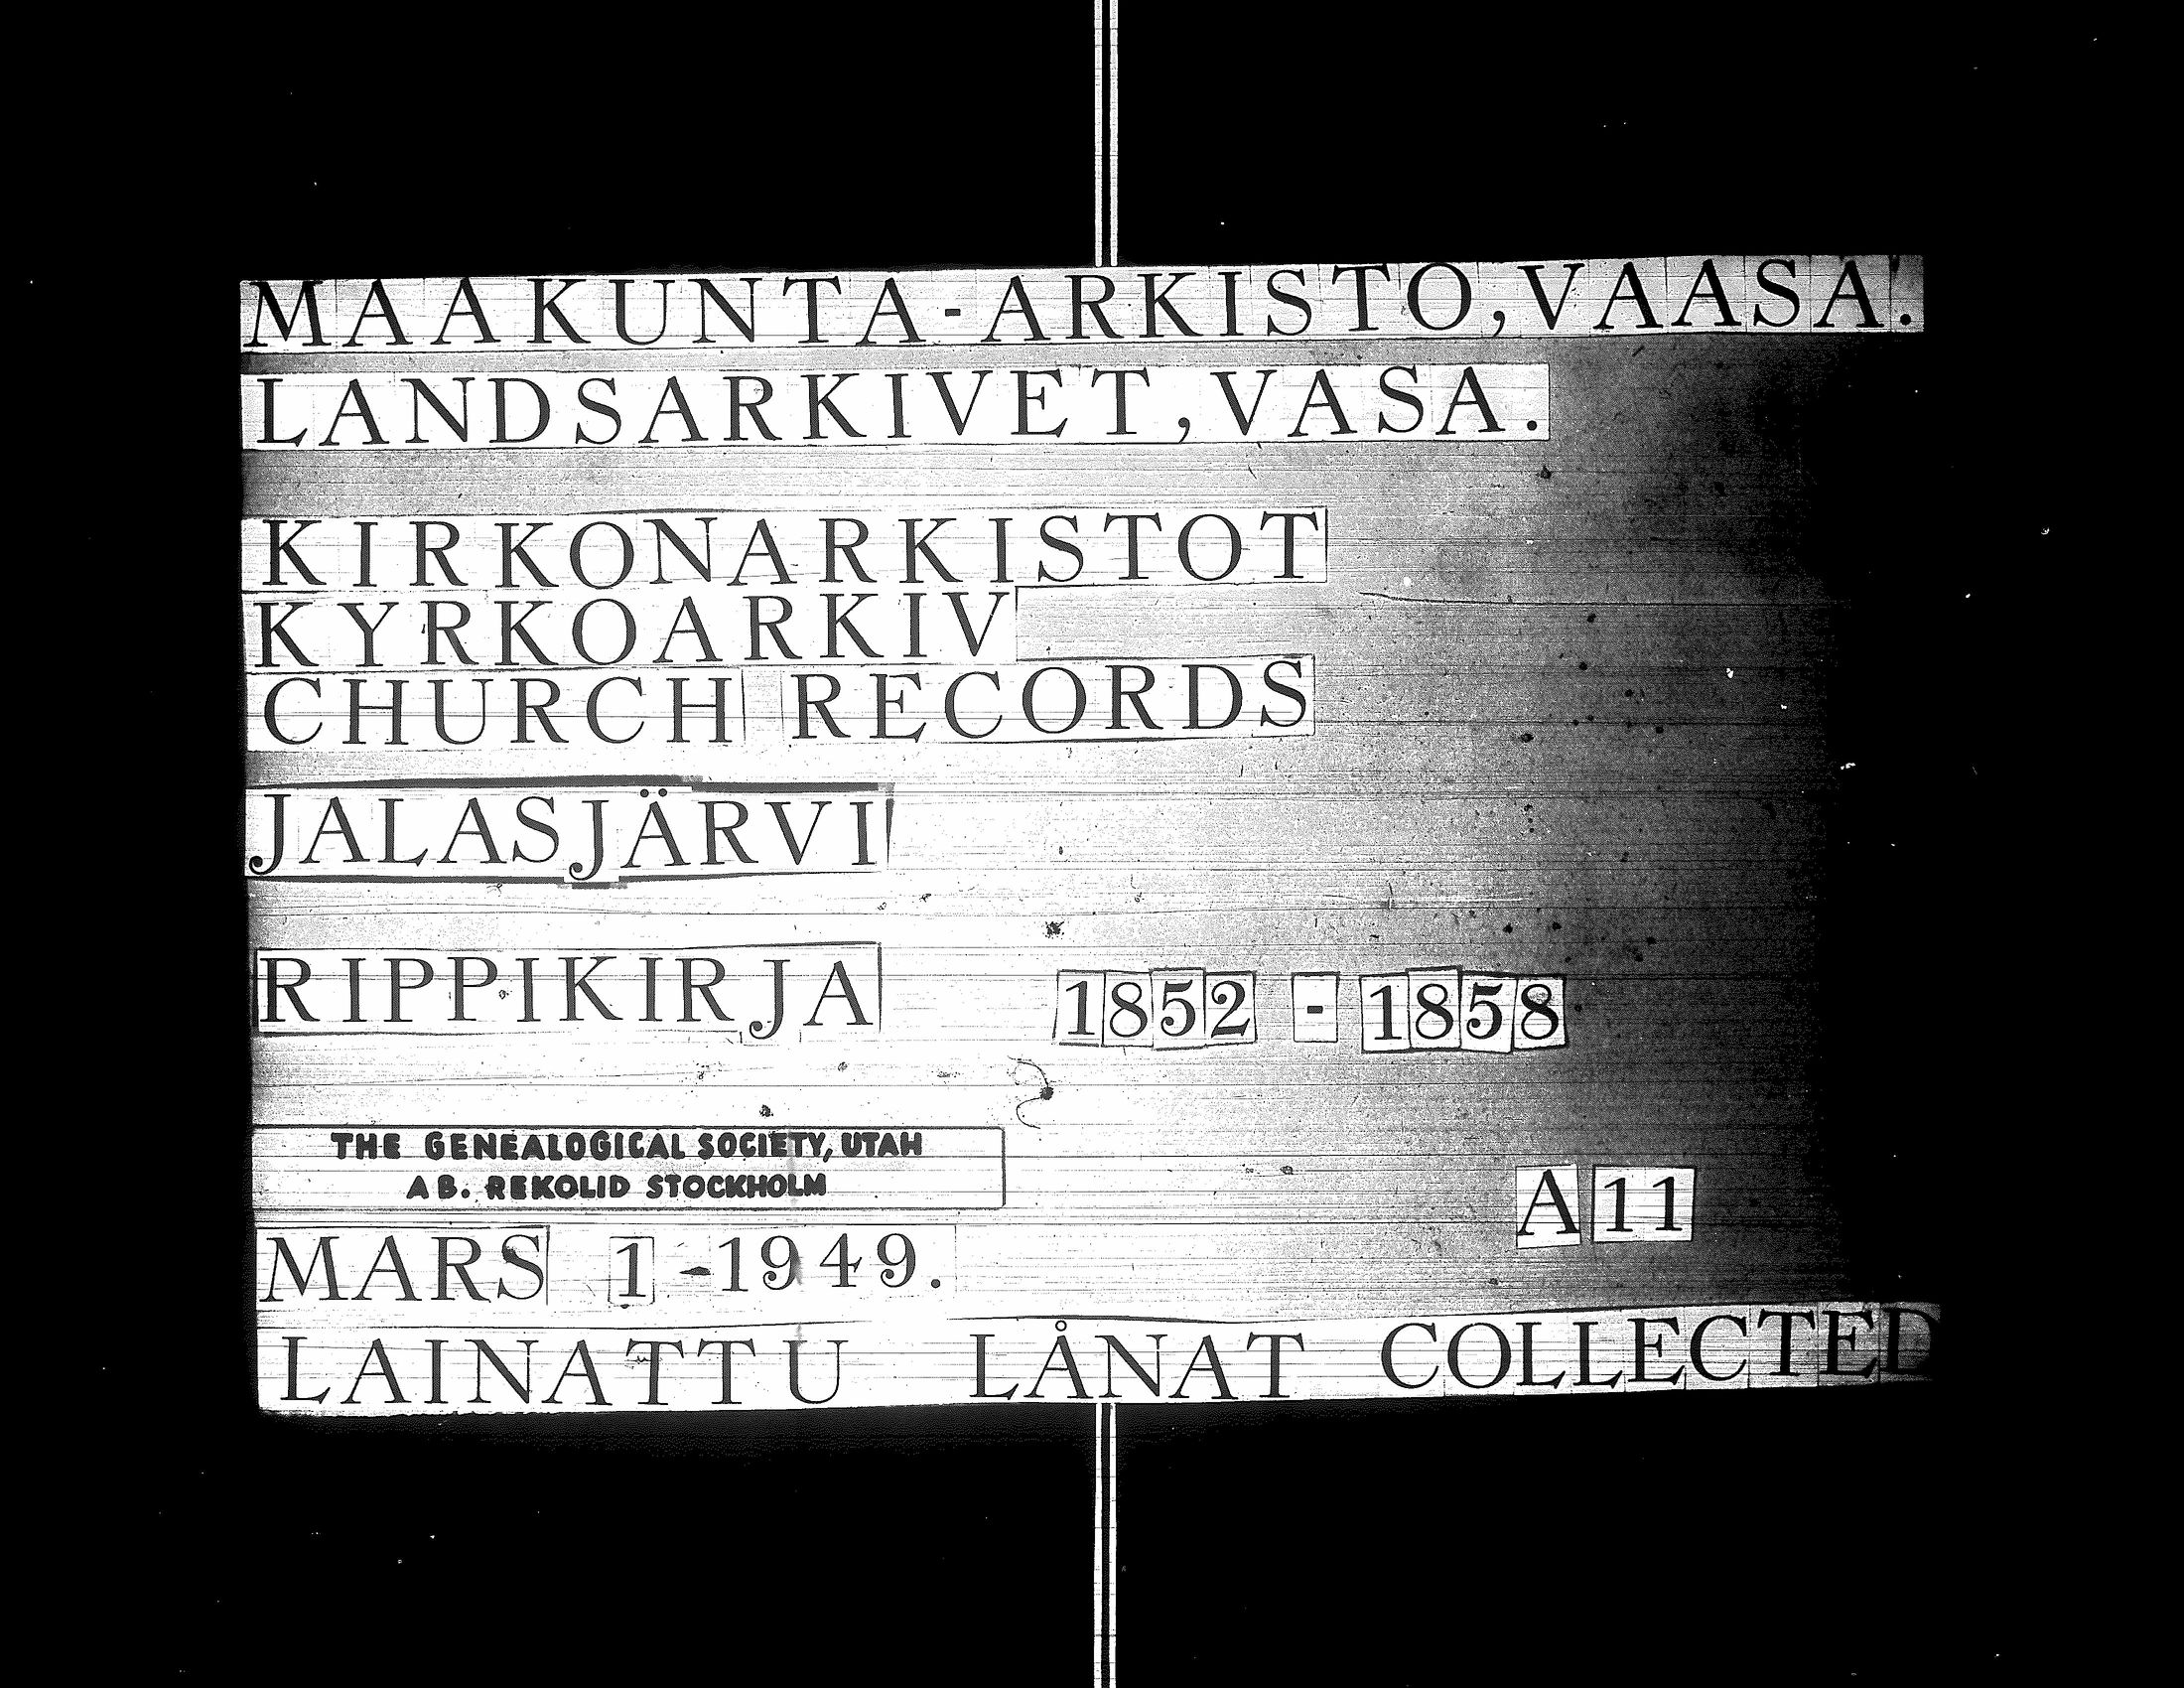 MAAKUNTA-ARKISTO, VAASA.
LANDSARKIVET, VASA.
KIRKONARKISTOT
KYRKOARKIV
CHURCH RECORDS
JALASJÄRVI
RIPPIKIRJA 1852 - 1858
THE GENEALOGICAL SOCIETY, UTAH
AB. REKOLID STOCKHOLM
A 11
MARS 1 - 1949.
LAINATTU LÅNAT COLLECTED